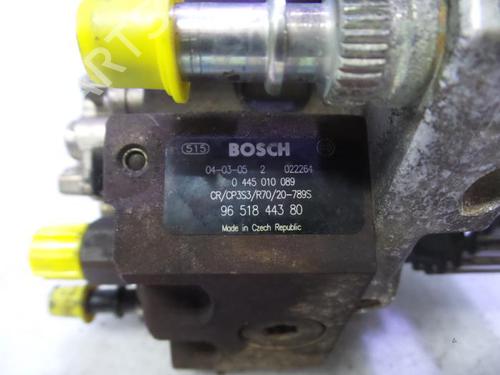 515 BOSCH
04-03-05 2 022264
0 445 010 089
CR/CP3S3/R70/20-789S
96 518 443 80
Made in Czech Republic